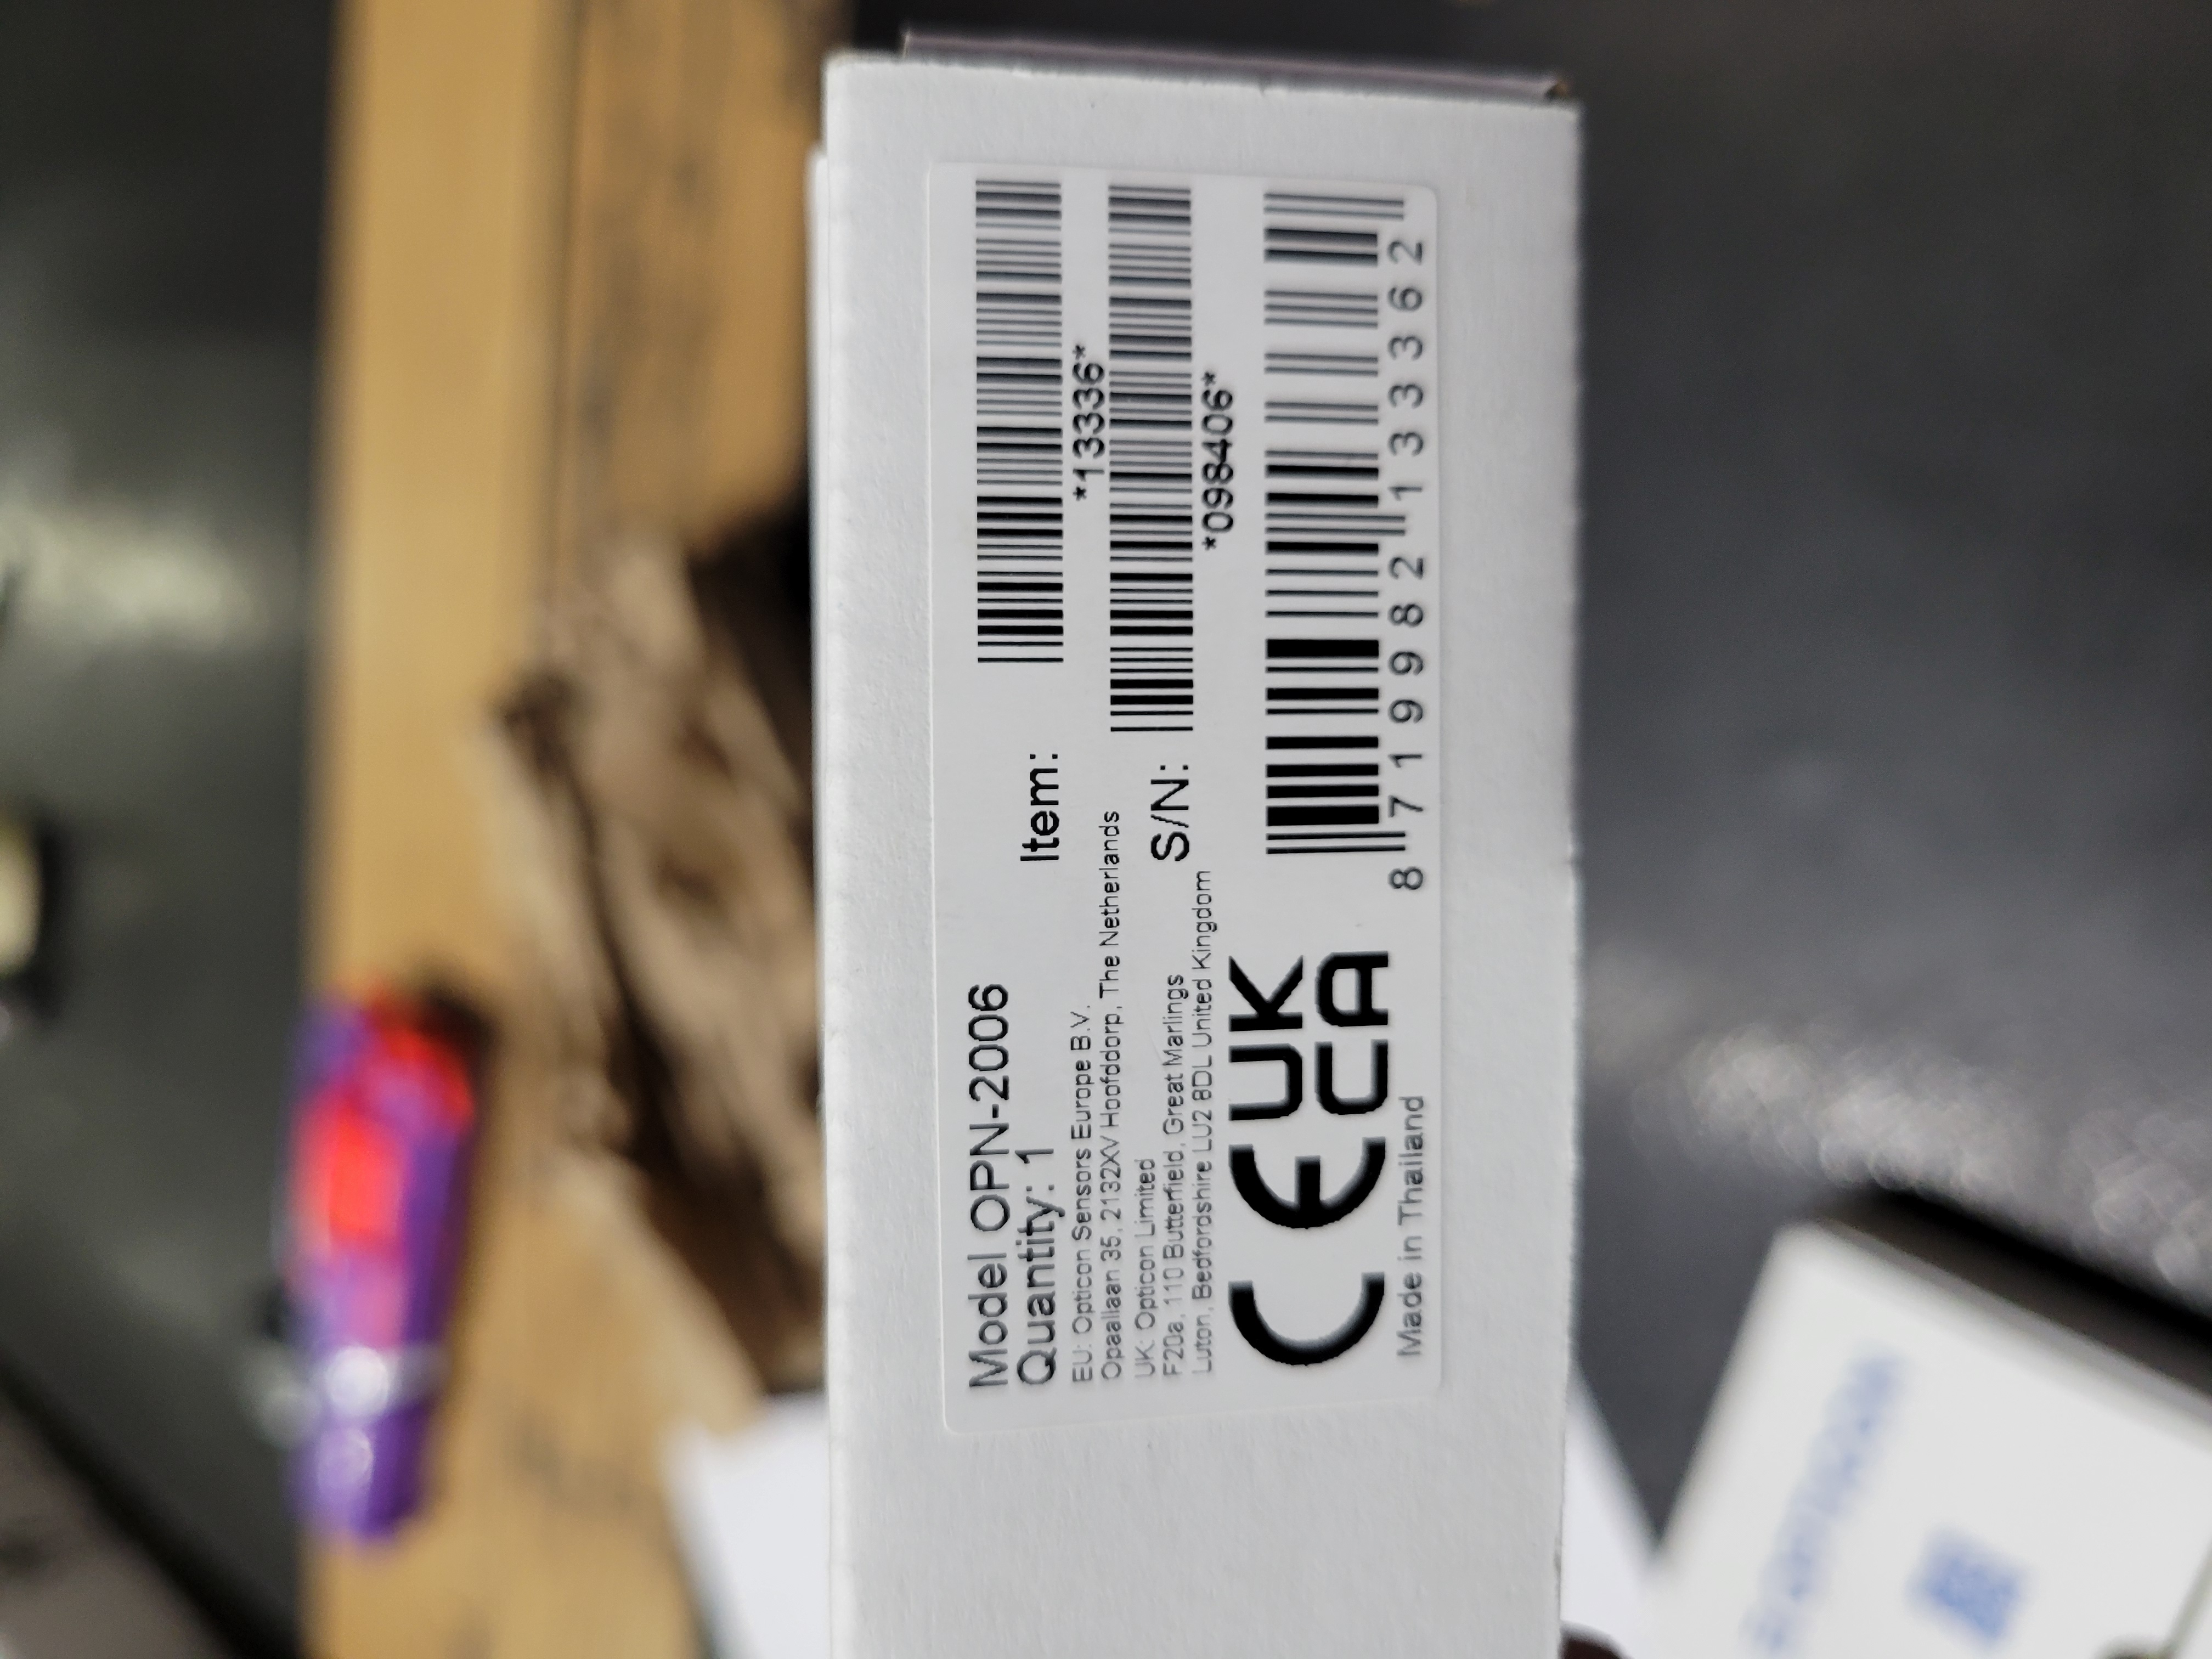 Model OPN-2006
Quantity: 1
Item:
*13336*
EU: Opticon Sensors Europe B.V.
Opaallaan 35, 2132XV Hoofddorp, The Netherlands
UK: Opticon Limited
F20a, 110 Butterfield, Great Marlings
Luton, Bedfordshire LU2 8DL United Kingdom
S/N:
*098406*
CE UK
CA
8 719982 133362
Made in Thailand